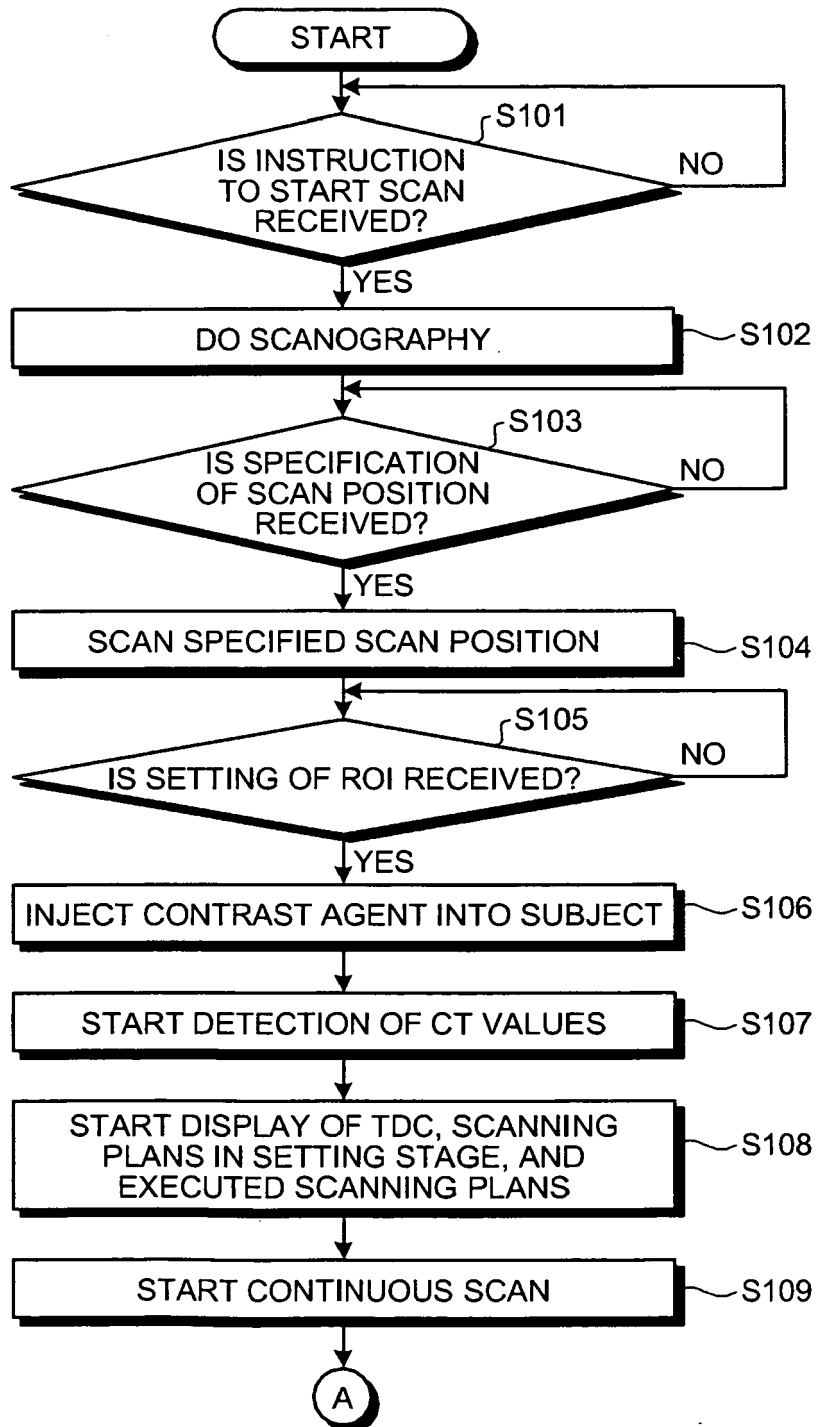 START
S101
IS INSTRUCTION
TO START SCAN
RECEIVED?
NO
YES
DO SCANOGRAPHY
S102
S103
IS SPECIFICATION
OF SCAN POSITION
RECEIVED?
NO
YES
SCAN SPECIFIED SCAN POSITION
S104
S105
IS SETTING OF ROI RECEIVED?
NO
YES
INJECT CONTRAST AGENT INTO SUBJECT
S106
START DETECTION OF CT VALUES
S107
START DISPLAY OF TDC, SCANNING
PLANS IN SETTING STAGE, AND
EXECUTED SCANNING PLANS
S108
START CONTINUOUS SCAN
S109
A